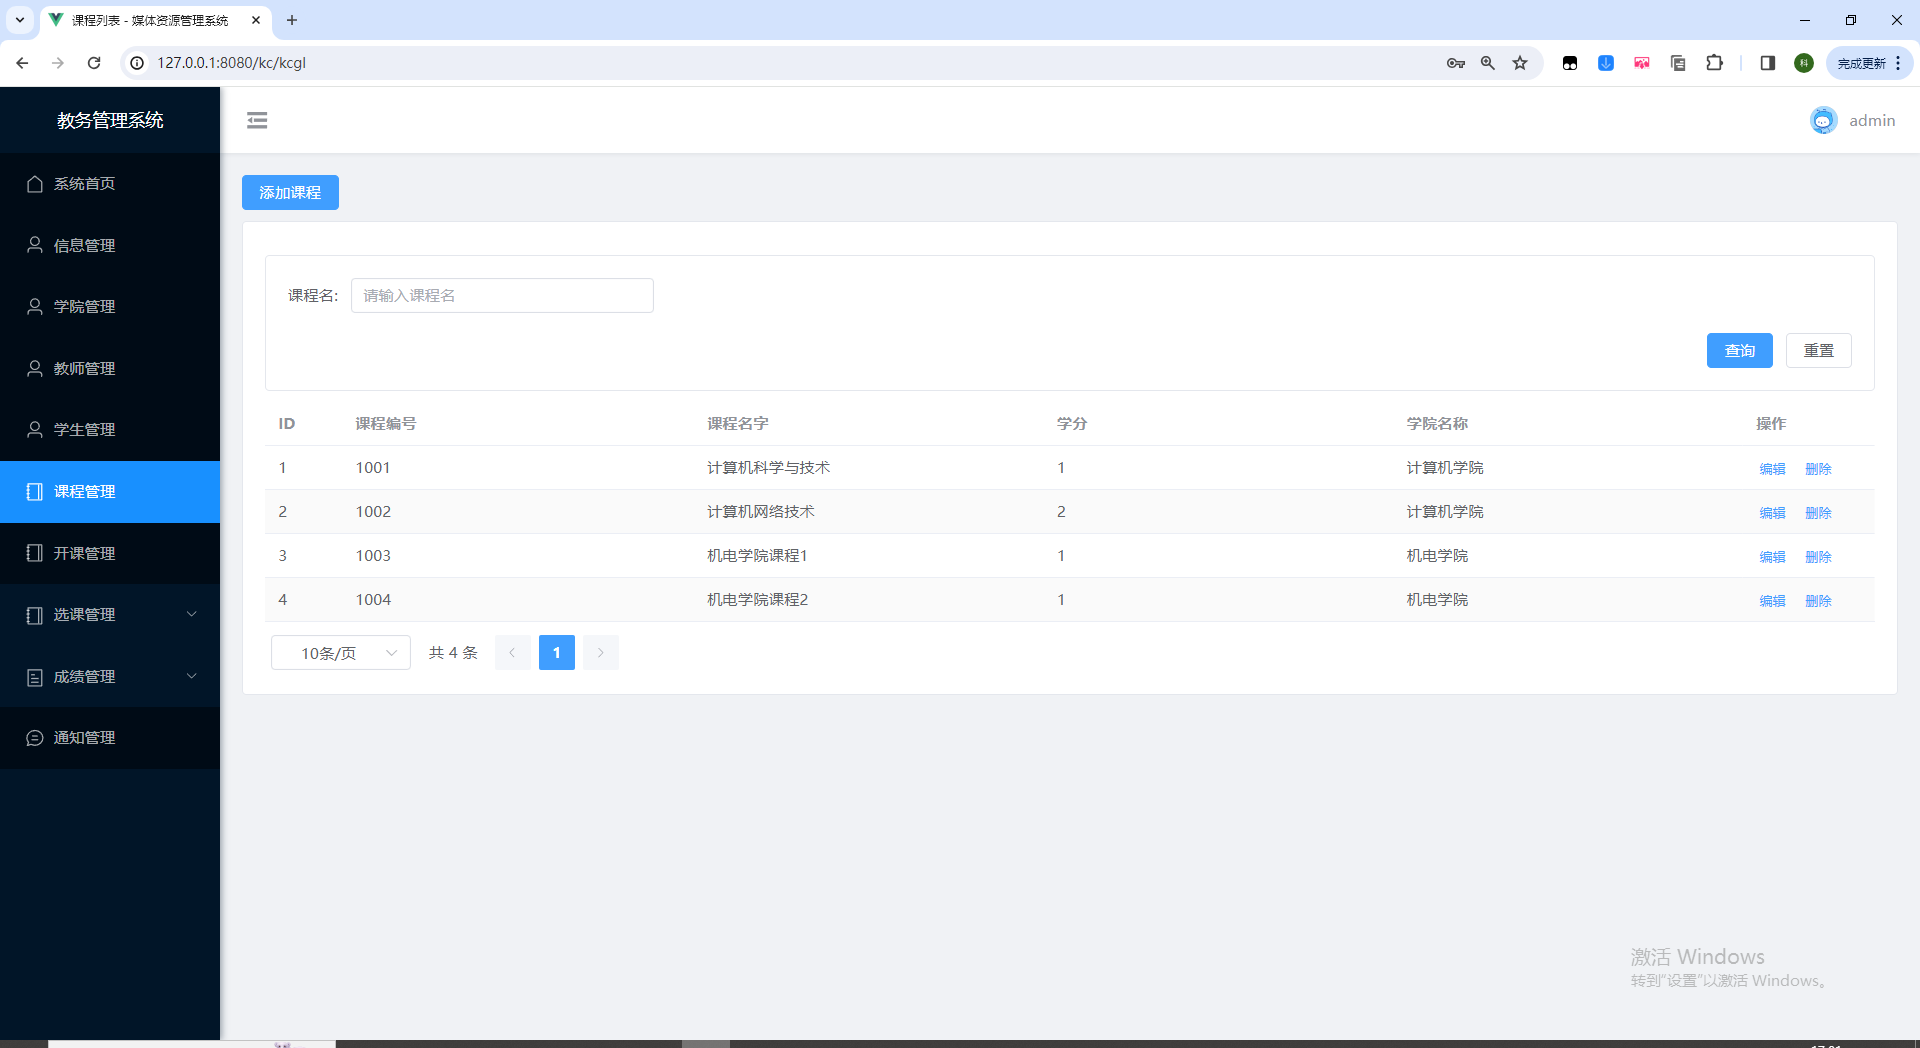 课程列表 - 媒体资源管理系统
127.0.0.1:8080/kc/kcgl
科
完成更新
教务管理系统
admin
系统首页
信息管理
学院管理
教师管理
学生管理
课程管理
开课管理
选课管理
成绩管理
通知管理
添加课程
课程名:
请输入课程名
查询
重置
ID 课程编号 课程名字 学分 学院名称 操作
1 1001 计算机科学与技术 1 计算机学院 编辑 删除
2 1002 计算机网络技术 2 计算机学院 编辑 删除
3 1003 机电学院课程1 1 机电学院 编辑 删除
4 1004 机电学院课程2 1 机电学院 编辑 删除
10条/页 共 4 条 1
激活 Windows
转到"设置"以激活 Windows。